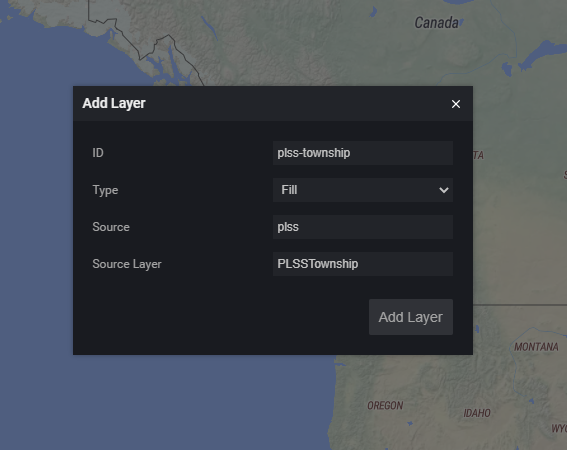 Canada
Add Layer ×
ID plss-township
TA
Type Fill
Source plss
Source Layer PLSSTownship
Add Layer
MONTANA
OREGON
IDAHO
WYO